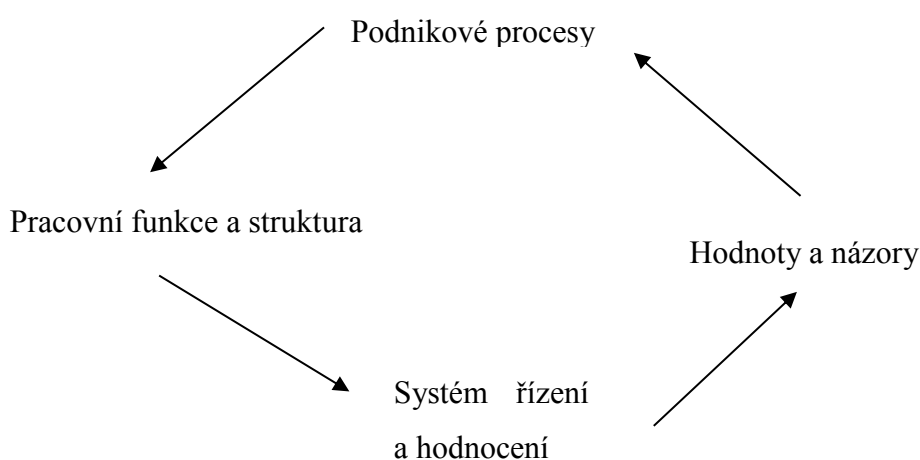 Podnikové procesy
Pracovní funkce a struktura
Hodnoty a názory
Systém řízení
a hodnocení